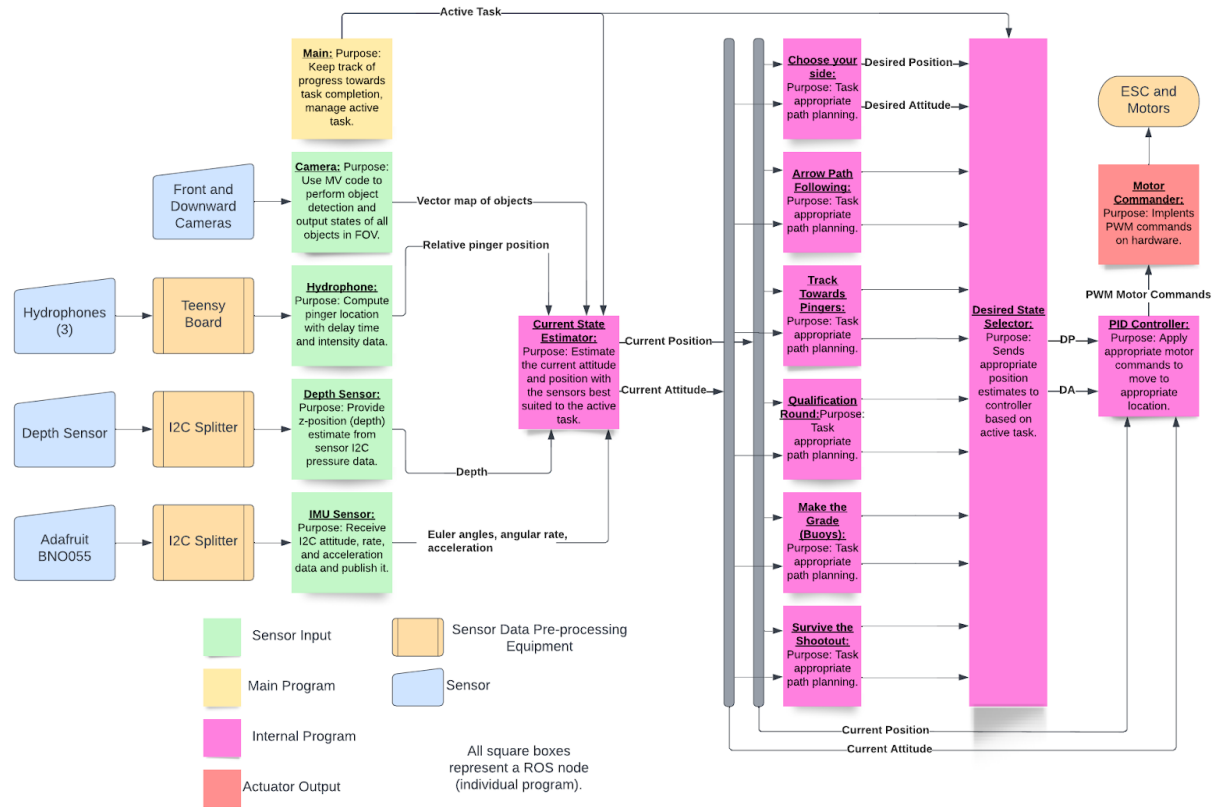 Active Task
Main: Purpose:
Keep track of
progress towards
task completion,
manage active
task.
Front and
Downward
Cameras
Camera: Purpose:
Use MV code to
perform object
detection and
output states of all
objects in FOV.
Vector map of objects
Relative pinger position
Hydrophones
(3)
Teensy
Board
Hydrophone:
Purpose: Compute
pinger location
with delay time
and intensity data.
Depth Sensor
I2C Splitter
Depth Sensor:
Purpose: Provide
z-position (depth)
estimate from
sensor I2C
pressure data.
Depth
Adafruit
BNO055
I2C Splitter
IMU Sensor:
Purpose: Receive
I2C attitude, rate,
and acceleration
data and publish it.
Euler angles, angular rate,
acceleration
Current State
Estimator:
Purpose: Estimate
the current attitude
and position with
the sensors best
suited to the active
task.
Current Position
Current Attitude
Choose your
side:
Purpose: Task
appropriate
path planning.
Desired Position
Desired Attitude
Arrow Path
Following:
Purpose: Task
appropriate
path planning.
Track
Towards
Pingers:
Purpose: Task
appropriate
path planning.
Qualification
Round:Purpose:
Task
appropriate
path planning.
Make the
Grade
(Buoys):
Purpose: Task
appropriate
path planning.
Survive the
Shootout:
Purpose: Task
appropriate
path planning.
Desired State
Selector:
Purpose:
Sends
appropriate
position
estimates to
controller
based on
active task.
DP
DA
ESC and
Motors
Motor
Commander:
Purpose: Implents
PWM commands
on hardware.
PWM Motor Commands
PID Controller:
Purpose: Apply
appropriate motor
commands to
move to
appropriate
location.
Current Position
Current Attitude
Sensor Input
Main Program
Internal Program
Actuator Output
Sensor Data Pre-processing
Equipment
Sensor
All square boxes
represent a ROS node
(individual program).